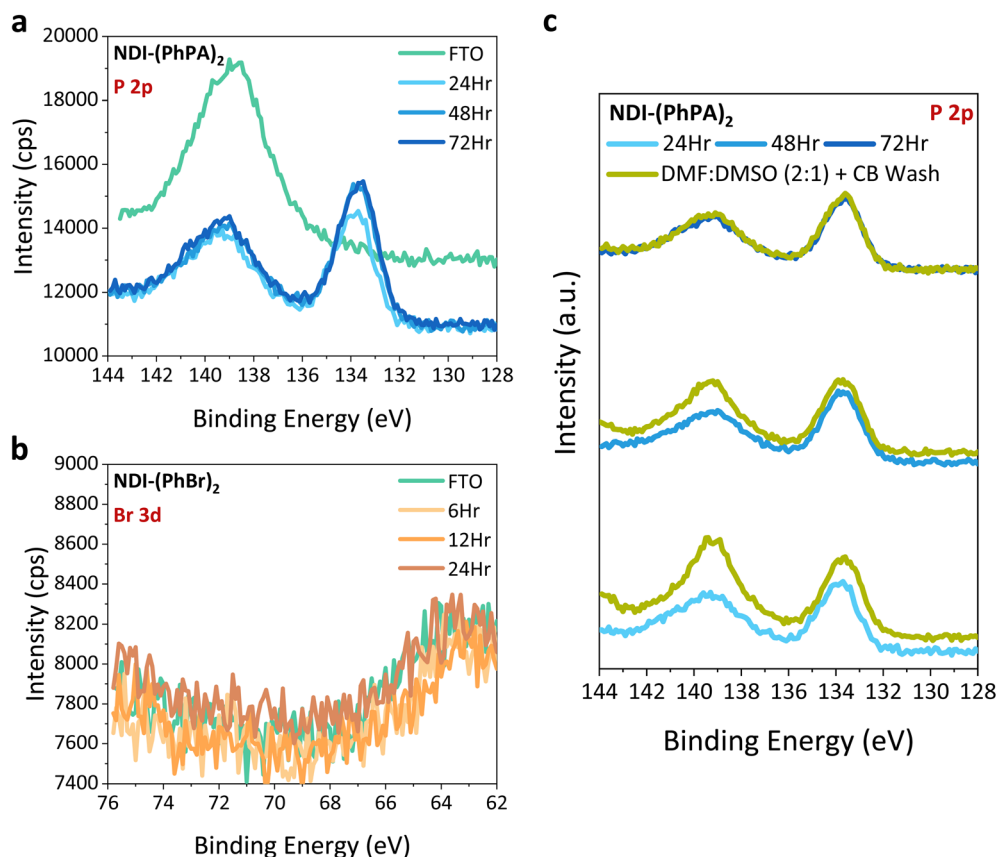 a
NDI-(PhPA)2
P 2p
FTO
24Hr
48Hr
72Hr
20000
18000
16000
14000
12000
10000
Intensity (cps)
144 142 140 138 136 134 132 130 128
Binding Energy (eV)
b
NDI-(PhBr)2
Br 3d
FTO
6Hr
12Hr
24Hr
9000
8800
8600
8400
8200
8000
7800
7600
7400
Intensity (cps)
76 74 72 70 68 66 64 62
Binding Energy (eV)
c
NDI-(PhPA)2 P 2p
24Hr 48Hr 72Hr
DMF:DMSO (2:1) + CB Wash
Intensity (a.u.)
144 142 140 138 136 134 132 130 128
Binding Energy (eV)